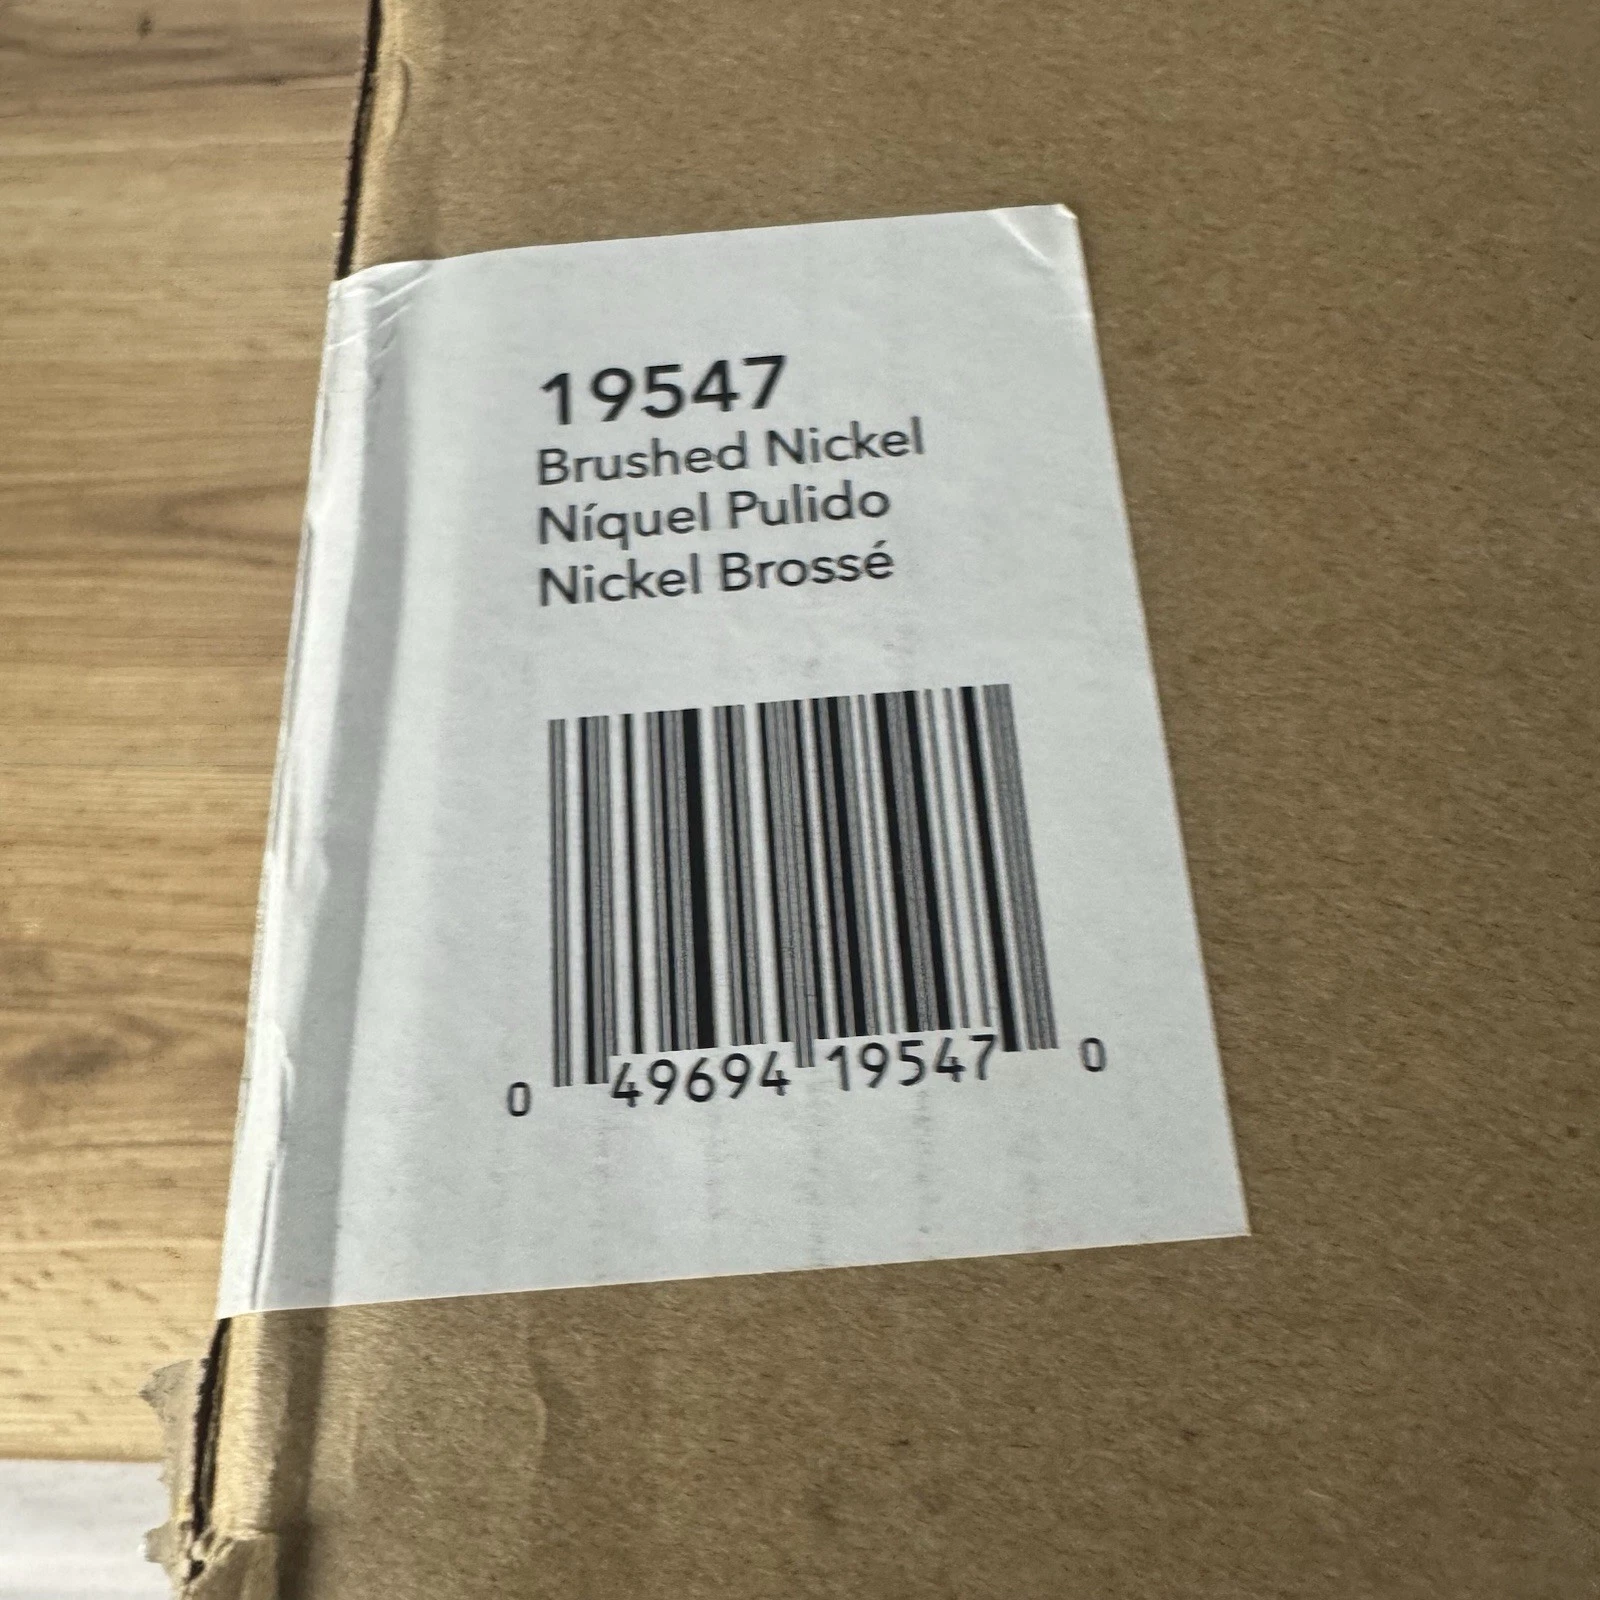 19547
Brushed Nickel
Níquel Pulido
Nickel Brossé
0 49694 19547 0